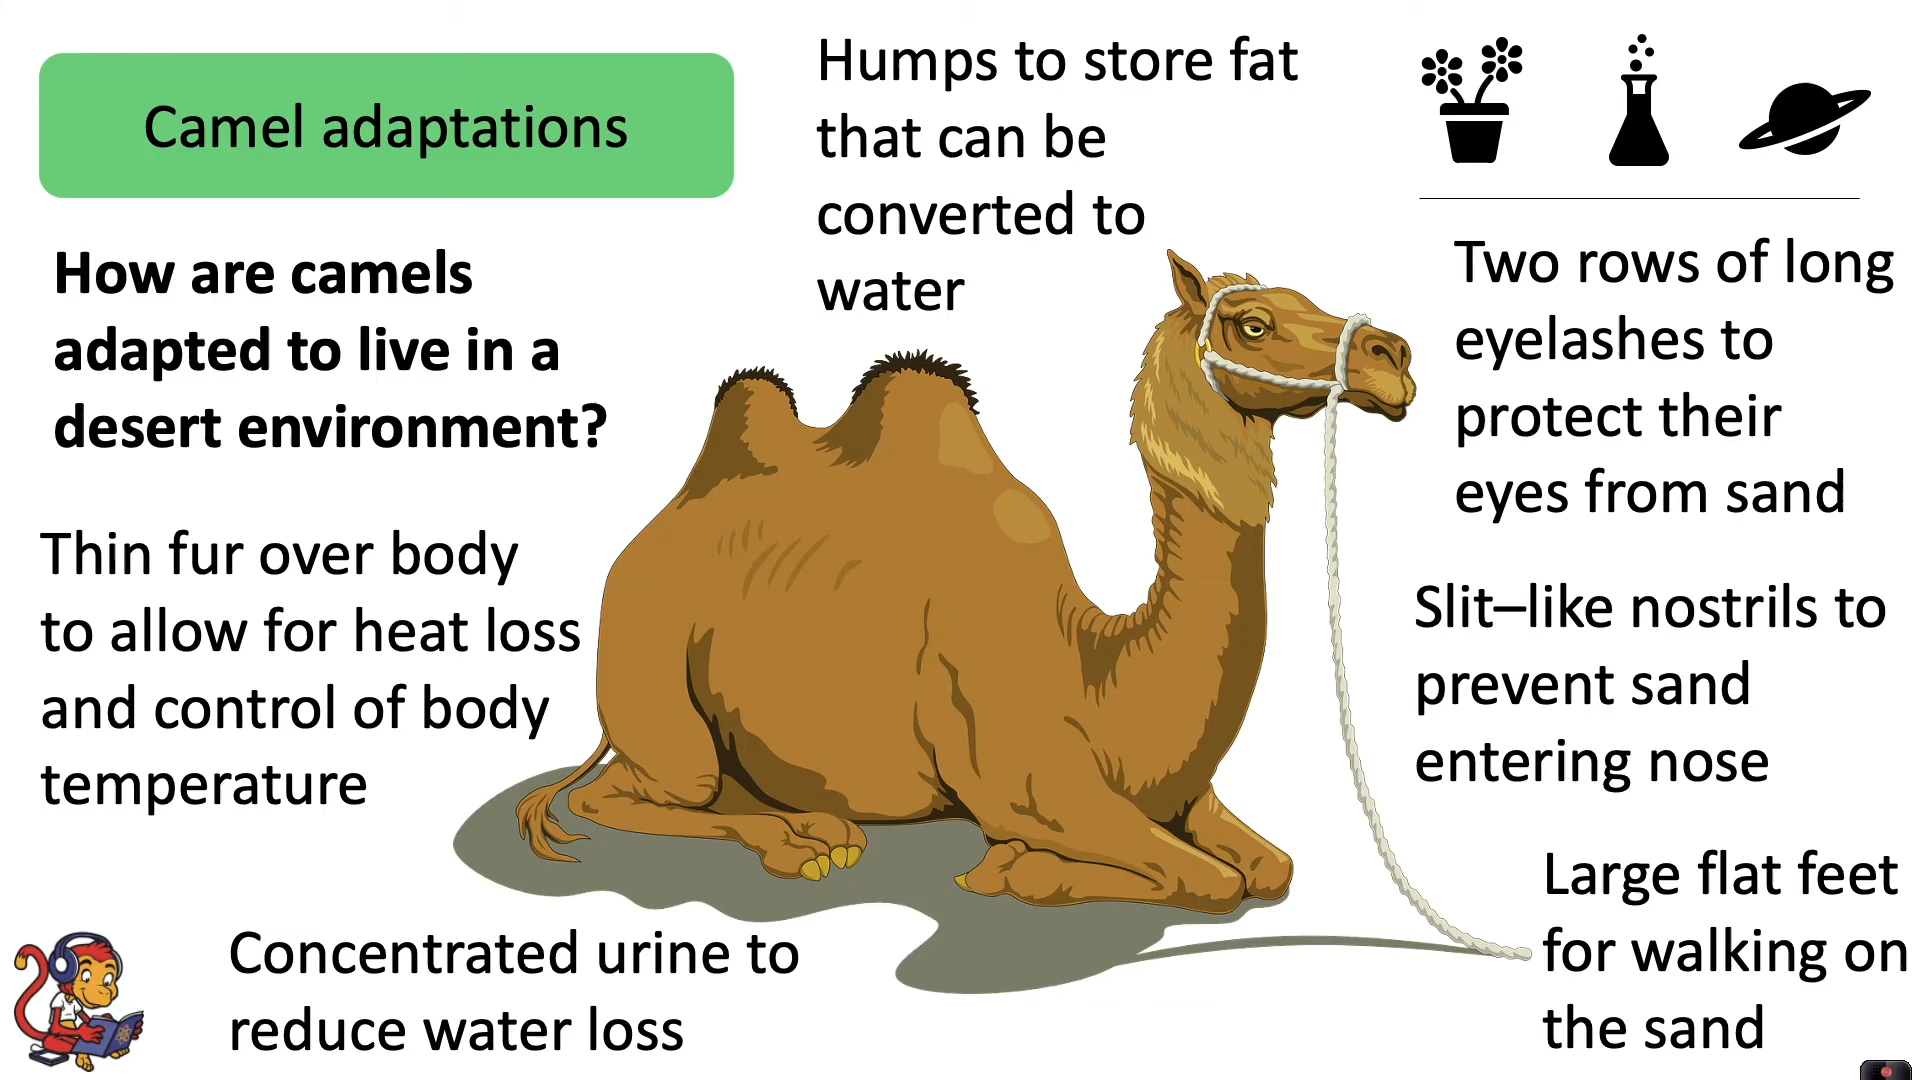 Camel adaptations
How are camels
adapted to live in a
desert environment?
Humps to store fat
that can be
converted to
water
Two rows of long
eyelashes to
protect their
eyes from sand
Thin fur over body
to allow for heat loss
and control of body
temperature
Slit–like nostrils to
prevent sand
entering nose
Concentrated urine to
reduce water loss
Large flat feet
for walking on
the sand